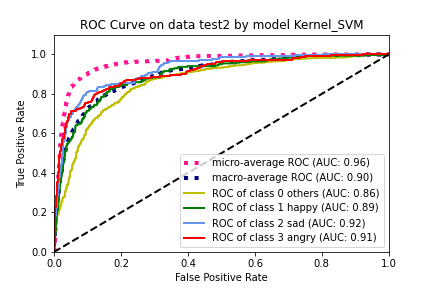 ROC Curve on data test2 by model Kernel_SVM
True Positive Rate
1.0
0.8
0.6
0.4
0.2
0.0
micro-average ROC (AUC: 0.96)
macro-average ROC (AUC: 0.90)
ROC of class 0 others (AUC: 0.86)
ROC of class 1 happy (AUC: 0.89)
ROC of class 2 sad (AUC: 0.92)
ROC of class 3 angry (AUC: 0.91)
0.0 0.2 0.4 0.6 0.8 1.0
False Positive Rate